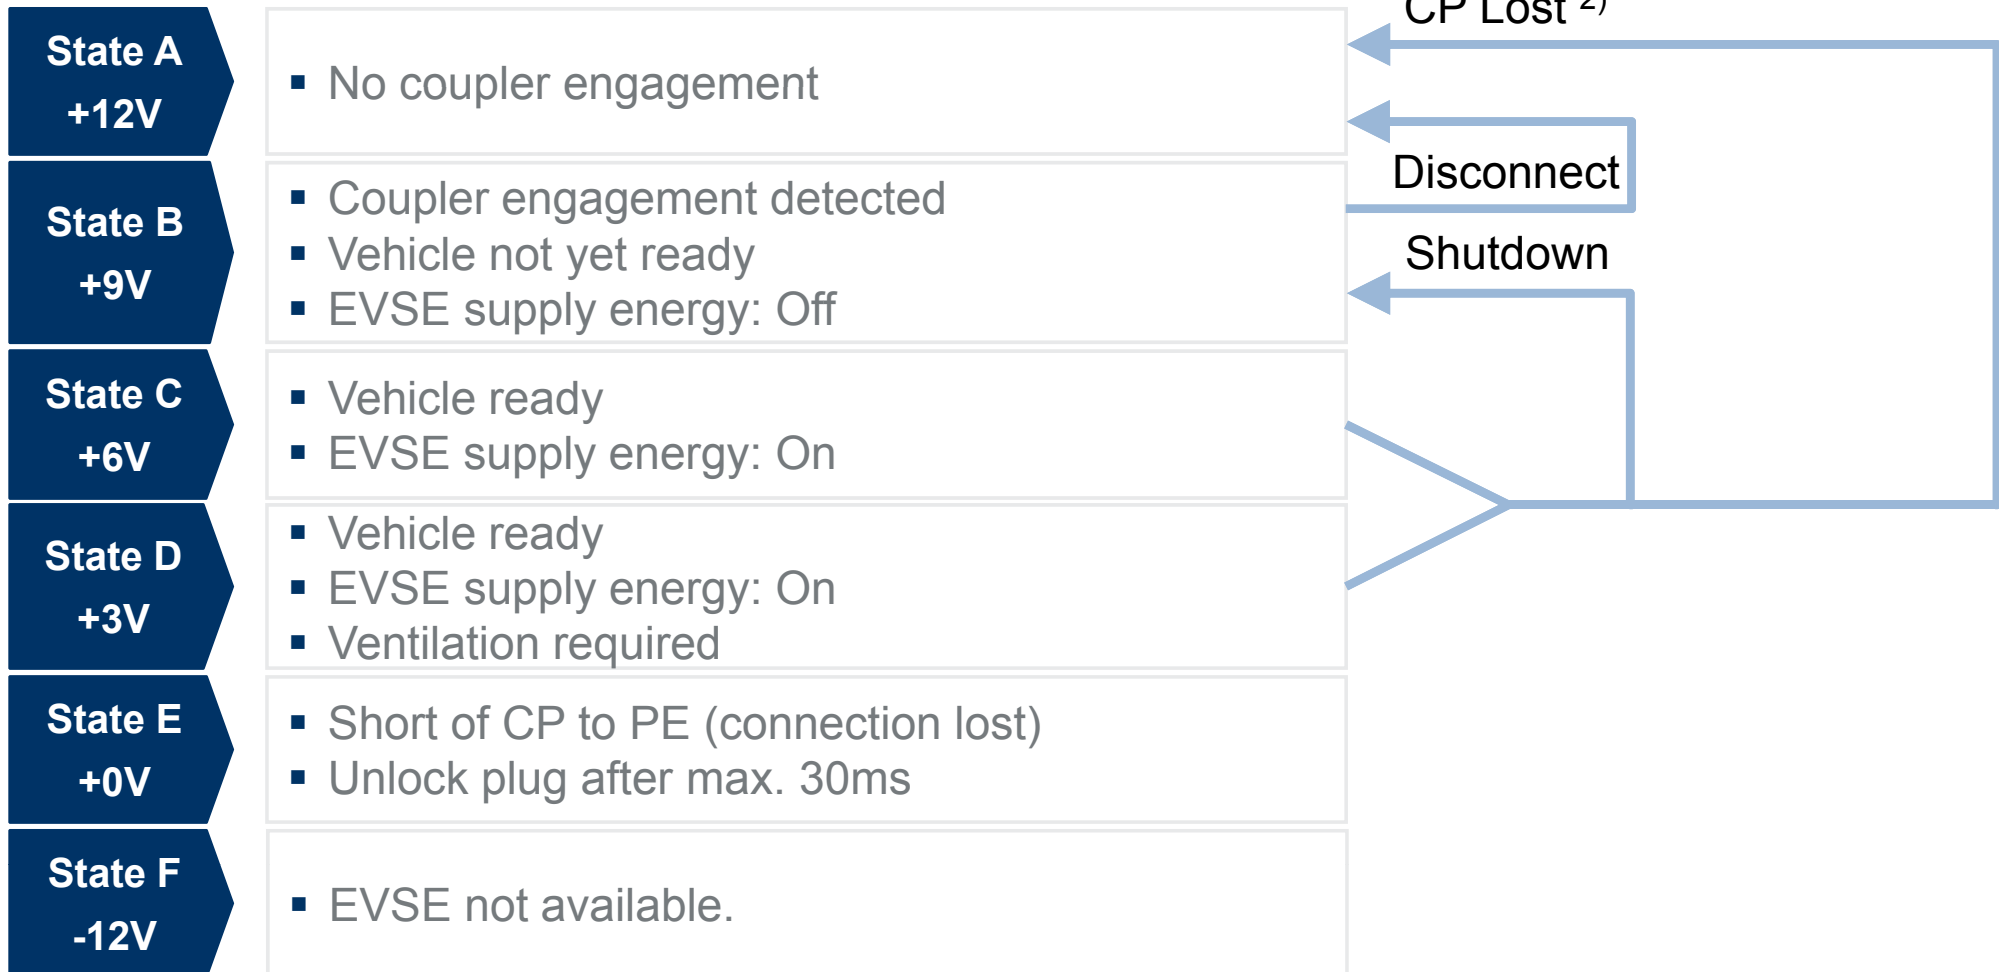 CP Lost 2)
State A
+12V
▪ No coupler engagement
Disconnect
State B
+9V
▪ Coupler engagement detected
▪ Vehicle not yet ready
▪ EVSE supply energy: Off
Shutdown
State C
+6V
▪ Vehicle ready
▪ EVSE supply energy: On
State D
+3V
▪ Vehicle ready
▪ EVSE supply energy: On
▪ Ventilation required
State E
+0V
▪ Short of CP to PE (connection lost)
▪ Unlock plug after max. 30ms
State F
-12V
▪ EVSE not available.